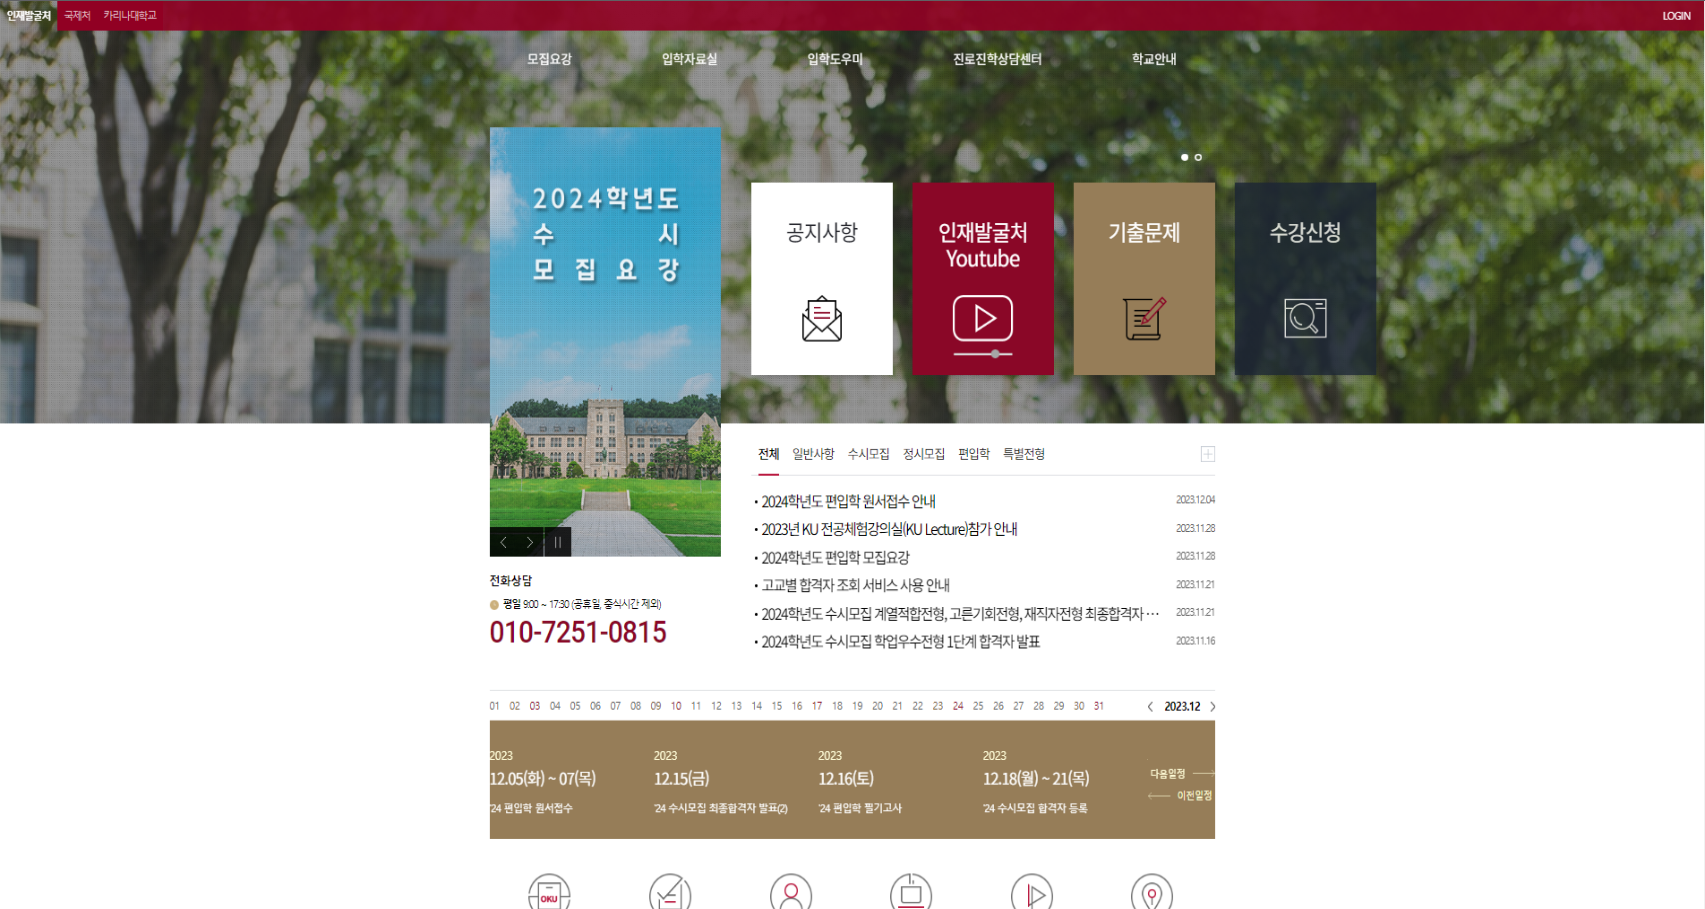 인재발굴처 국제처 카리나대학교 LOGIN
모집요강 입학자료실 입학도우미 진로진학상담센터 학교안내
2024학년도
수 시
모 집 요 강
공지사항
인재발굴처
Youtube
기출문제
수강신청
전체 일반사항 수시모집 정시모집 편입학 특별전형
• 2024학년도 편입학 원서접수 안내 2023.12.04
• 2023년 KU 전공체험강의실(KU Lecture)참가 안내 2023.11.28
• 2024학년도 편입학 모집요강 2023.11.28
• 고교별 합격자 조회 서비스 사용 안내 2023.11.21
• 2024학년도 수시모집 계열적합전형, 고른기회전형, 재직자전형 최종합격자 … 2023.11.21
• 2024학년도 수시모집 학업우수전형 1단계 합격자 발표 2023.11.16
전화상담
평일 9:00 ~ 17:30 (공휴일, 중식시간 제외)
010-7251-0815
01 02 03 04 05 06 07 08 09 10 11 12 13 14 15 16 17 18 19 20 21 22 23 24 25 26 27 28 29 30 31 < 2023.12 >
2023
12.05(화) ~ 07(목)
'24 편입학 원서접수
2023
12.15(금)
'24 수시모집 최종합격자 발표(2)
2023
12.16(토)
'24 편입학 필기고사
2023
12.18(월) ~ 21(목)
'24 수시모집 합격자 등록
다음일정
이전일정
OKU